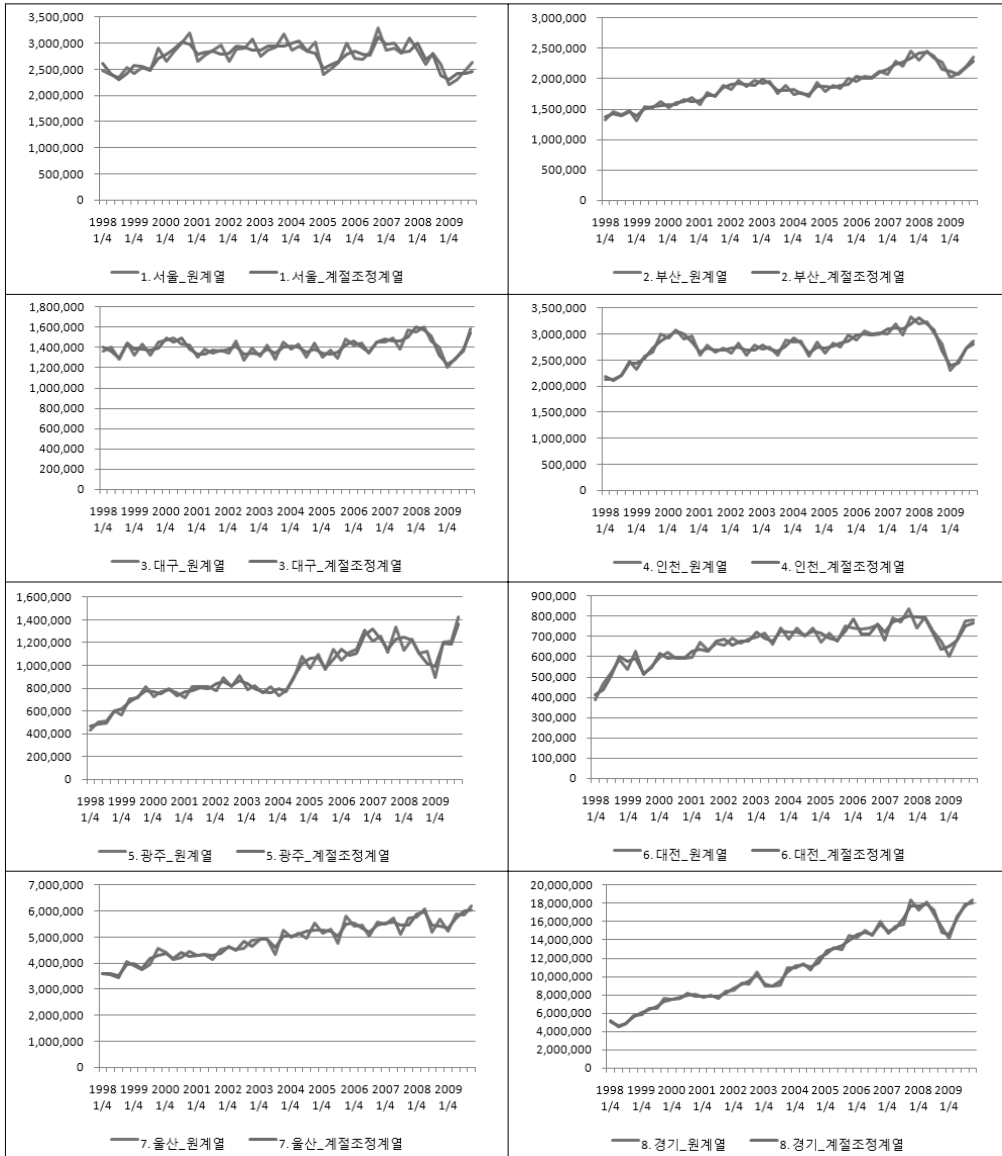 3,500,000
3,000,000
2,500,000
2,000,000
1,500,000
1,000,000
500,000
0
1998 1999 2000 2001 2002 2003 2004 2005 2006 2007 2008 2009
1/4 1/4 1/4 1/4 1/4 1/4 1/4 1/4 1/4 1/4 1/4 1/4
1. 서울_원계열 1. 서울_계절조정계열
3,000,000
2,500,000
2,000,000
1,500,000
1,000,000
500,000
0
1998 1999 2000 2001 2002 2003 2004 2005 2006 2007 2008 2009
1/4 1/4 1/4 1/4 1/4 1/4 1/4 1/4 1/4 1/4 1/4 1/4
2. 부산_원계열 2. 부산_계절조정계열
1,800,000
1,600,000
1,400,000
1,200,000
1,000,000
800,000
600,000
400,000
200,000
0
1998 1999 2000 2001 2002 2003 2004 2005 2006 2007 2008 2009
1/4 1/4 1/4 1/4 1/4 1/4 1/4 1/4 1/4 1/4 1/4 1/4
3. 대구_원계열 3. 대구_계절조정계열
3,500,000
3,000,000
2,500,000
2,000,000
1,500,000
1,000,000
500,000
0
1998 1999 2000 2001 2002 2003 2004 2005 2006 2007 2008 2009
1/4 1/4 1/4 1/4 1/4 1/4 1/4 1/4 1/4 1/4 1/4 1/4
4. 인천_원계열 4. 인천_계절조정계열
1,600,000
1,400,000
1,200,000
1,000,000
800,000
600,000
400,000
200,000
0
1998 1999 2000 2001 2002 2003 2004 2005 2006 2007 2008 2009
1/4 1/4 1/4 1/4 1/4 1/4 1/4 1/4 1/4 1/4 1/4 1/4
5. 광주_원계열 5. 광주_계절조정계열
900,000
800,000
700,000
600,000
500,000
400,000
300,000
200,000
100,000
0
1998 1999 2000 2001 2002 2003 2004 2005 2006 2007 2008 2009
1/4 1/4 1/4 1/4 1/4 1/4 1/4 1/4 1/4 1/4 1/4 1/4
6. 대전_원계열 6. 대전_계절조정계열
7,000,000
6,000,000
5,000,000
4,000,000
3,000,000
2,000,000
1,000,000
0
1998 1999 2000 2001 2002 2003 2004 2005 2006 2007 2008 2009
1/4 1/4 1/4 1/4 1/4 1/4 1/4 1/4 1/4 1/4 1/4 1/4
7. 울산_원계열 7. 울산_계절조정계열
20,000,000
18,000,000
16,000,000
14,000,000
12,000,000
10,000,000
8,000,000
6,000,000
4,000,000
2,000,000
0
1998 1999 2000 2001 2002 2003 2004 2005 2006 2007 2008 2009
1/4 1/4 1/4 1/4 1/4 1/4 1/4 1/4 1/4 1/4 1/4 1/4
8. 경기_원계열 8. 경기_계절조정계열